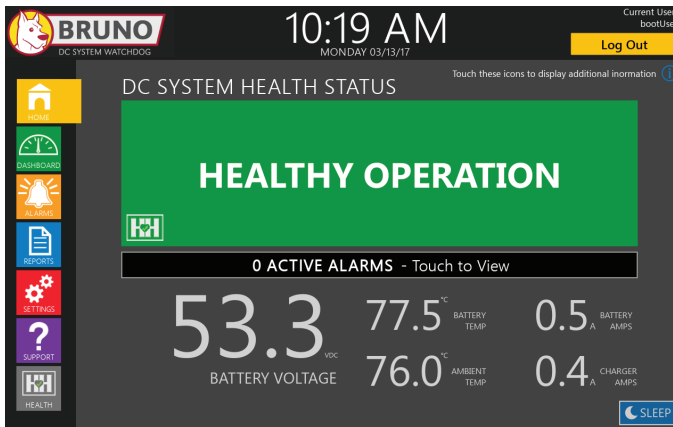 BRUNO
DC SYSTEM WATCHDOG
10:19 AM
MONDAY 03/13/17
Current User
bootUse
Log Out
Touch these icons to display additional inormation i
DC SYSTEM HEALTH STATUS
HOME
DASHBOARD
ALARMS
REPORTS
SETTINGS
?
SUPPORT
HEALTH
HEALTHY OPERATION
0 ACTIVE ALARMS - Touch to View
53.3 VDC
BATTERY VOLTAGE
77.5 °C BATTERY TEMP
0.5 A BATTERY AMPS
76.0 °C AMBIENT TEMP
0.4 A CHARGER AMPS
SLEEP